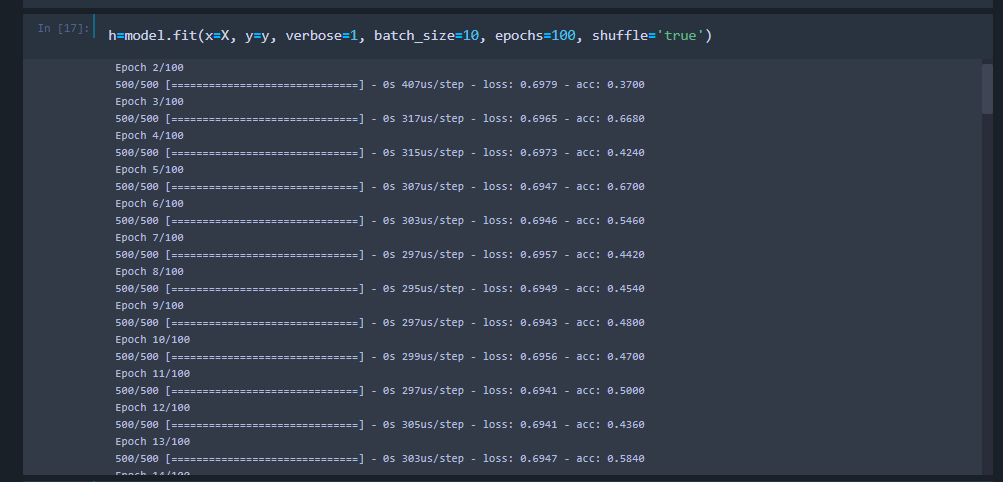 In [17]: h=model.fit(x=X, y=y, verbose=1, batch_size=10, epochs=100, shuffle='true')
Epoch 2/100
500/500 [==============================] - 0s 407us/step - loss: 0.6979 - acc: 0.3700
Epoch 3/100
500/500 [==============================] - 0s 317us/step - loss: 0.6965 - acc: 0.6680
Epoch 4/100
500/500 [==============================] - 0s 315us/step - loss: 0.6973 - acc: 0.4240
Epoch 5/100
500/500 [==============================] - 0s 307us/step - loss: 0.6947 - acc: 0.6700
Epoch 6/100
500/500 [==============================] - 0s 303us/step - loss: 0.6946 - acc: 0.5460
Epoch 7/100
500/500 [==============================] - 0s 297us/step - loss: 0.6957 - acc: 0.4420
Epoch 8/100
500/500 [==============================] - 0s 295us/step - loss: 0.6949 - acc: 0.4540
Epoch 9/100
500/500 [==============================] - 0s 297us/step - loss: 0.6943 - acc: 0.4800
Epoch 10/100
500/500 [==============================] - 0s 299us/step - loss: 0.6956 - acc: 0.4700
Epoch 11/100
500/500 [==============================] - 0s 297us/step - loss: 0.6941 - acc: 0.5000
Epoch 12/100
500/500 [==============================] - 0s 305us/step - loss: 0.6941 - acc: 0.4360
Epoch 13/100
500/500 [==============================] - 0s 303us/step - loss: 0.6947 - acc: 0.5840
Epoch 14/100